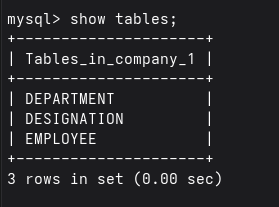 mysql> show tables;
+---------------------+
| Tables_in_company_1 |
+---------------------+
| DEPARTMENT          |
| DESIGNATION         |
| EMPLOYEE            |
+---------------------+
3 rows in set (0.00 sec)